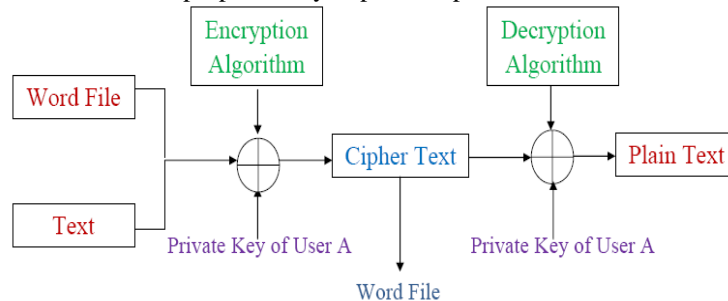 Encryption
Algorithm
Decryption
Algorithm
Word File
Cipher Text
Plain Text
Text
Private Key of User A
Private Key of User A
Word File